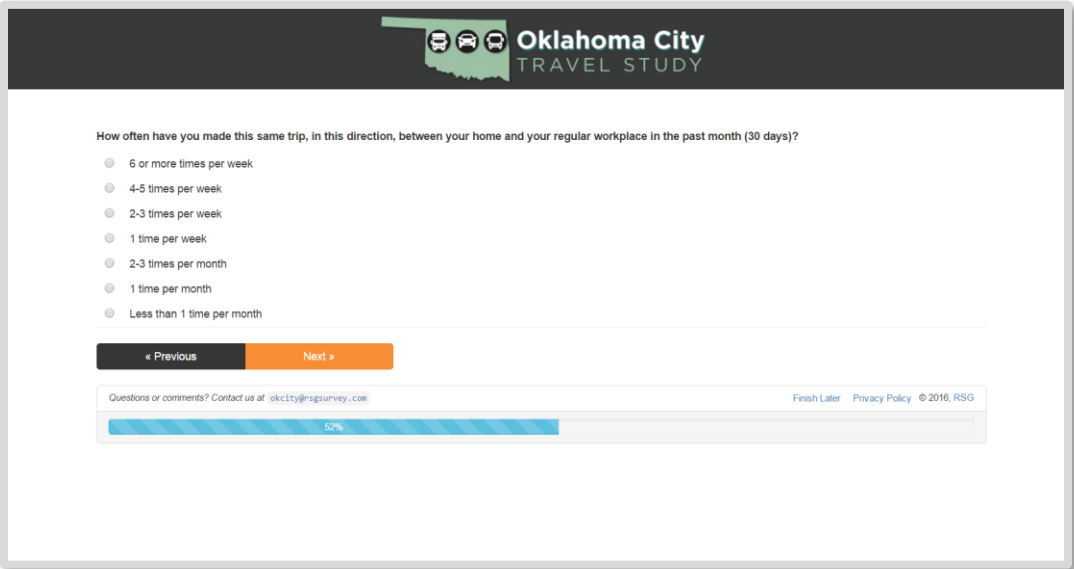 Oklahoma City
TRAVEL STUDY
How often have you made this same trip, in this direction, between your home and your regular workplace in the past month (30 days)?
6 or more times per week
4-5 times per week
2-3 times per week
1 time per week
2-3 times per month
1 time per month
Less than 1 time per month
« Previous Next »
Questions or comments? Contact us at okcity@rsgsurvey.com Finish Later Privacy Policy © 2016, RSG
52%